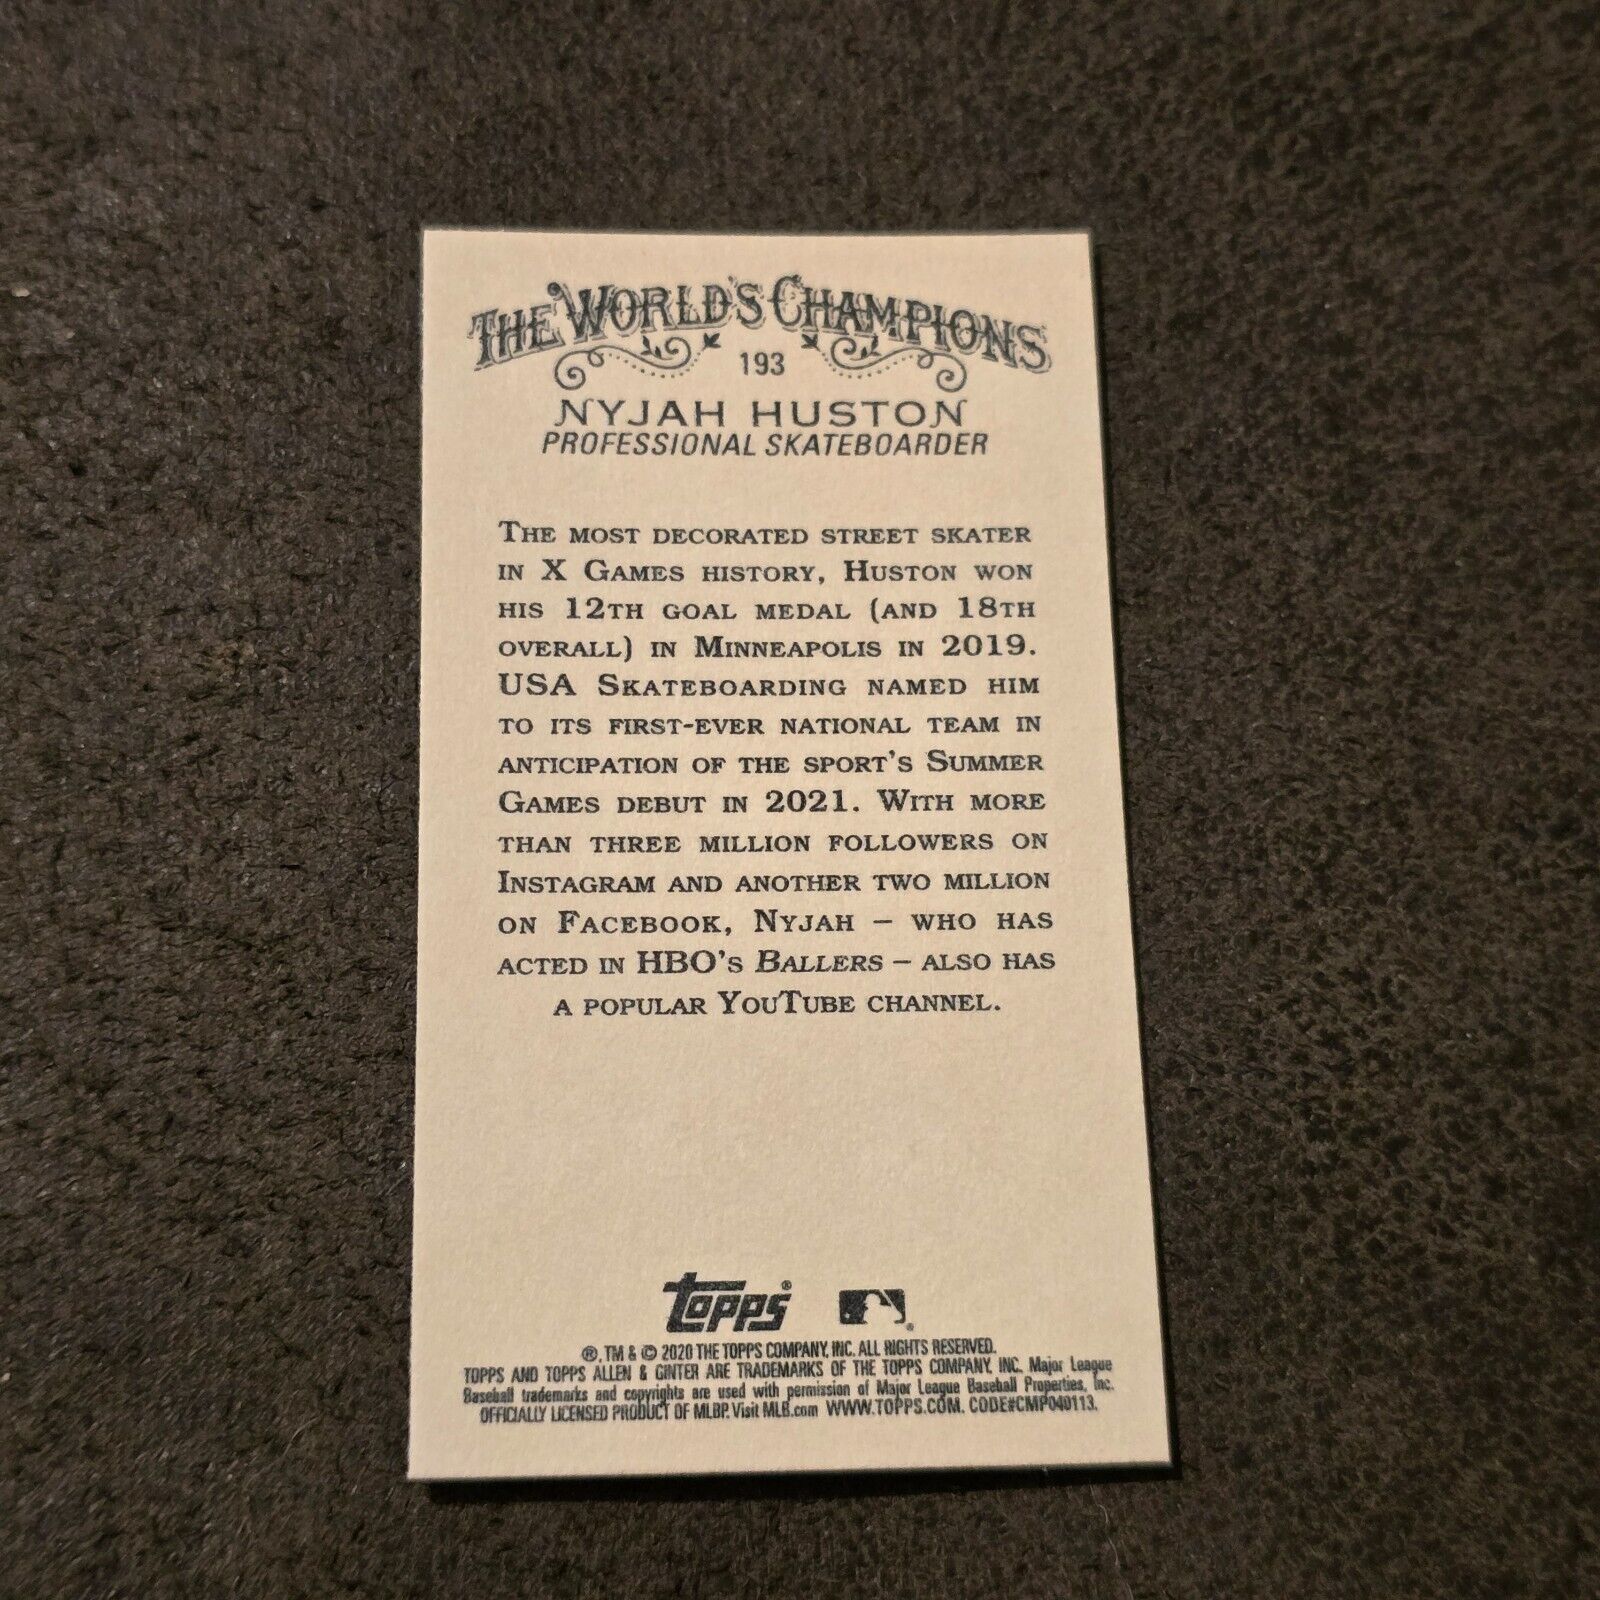 THE WORLD'S CHAMPIONS
193
NYJAH HUSTON
PROFESSIONAL SKATEBOARDER
THE MOST DECORATED STREET SKATER
IN X GAMES HISTORY, HUSTON WON
HIS 12TH GOAL MEDAL (AND 18TH
OVERALL) IN MINNEAPOLIS IN 2019.
USA SKATEBOARDING NAMED HIM
TO ITS FIRST-EVER NATIONAL TEAM IN
ANTICIPATION OF THE SPORT'S SUMMER
GAMES DEBUT IN 2021. WITH MORE
THAN THREE MILLION FOLLOWERS ON
INSTAGRAM AND ANOTHER TWO MILLION
ON FACEBOOK, NYJAH – WHO HAS
ACTED IN HBO'S BALLERS – ALSO HAS
A POPULAR YOUTUBE CHANNEL.
topps®
®, TM & © 2020 THE TOPPS COMPANY, INC. ALL RIGHTS RESERVED.
TOPPS AND TOPPS ALLEN & GINTER ARE TRADEMARKS OF THE TOPPS COMPANY, INC. Major League
Baseball trademarks and copyrights are used with permission of Major League Baseball Properties, Inc.
OFFICIALLY LICENSED PRODUCT OF MLBP. Visit MLB.com WWW.TOPPS.COM. CODE#CMP040113.